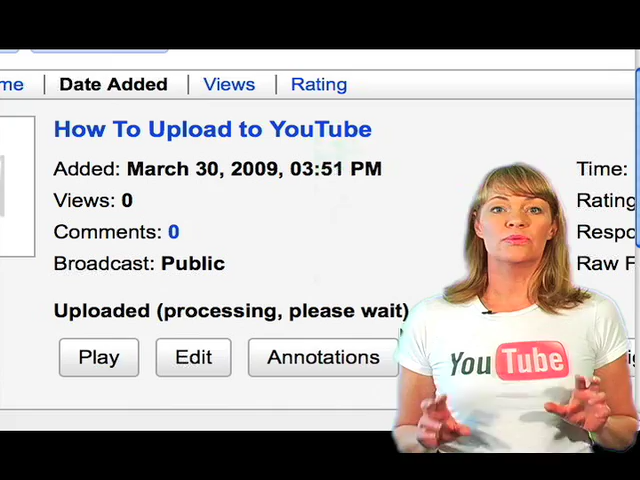 me | Date Added | Views | Rating
How To Upload to YouTube
Added: March 30, 2009, 03:51 PM
Time:
Views: 0
Rating
Comments: 0
Respo
Broadcast: Public
Raw F
Uploaded (processing, please wait)
Play Edit Annotations
YouTube